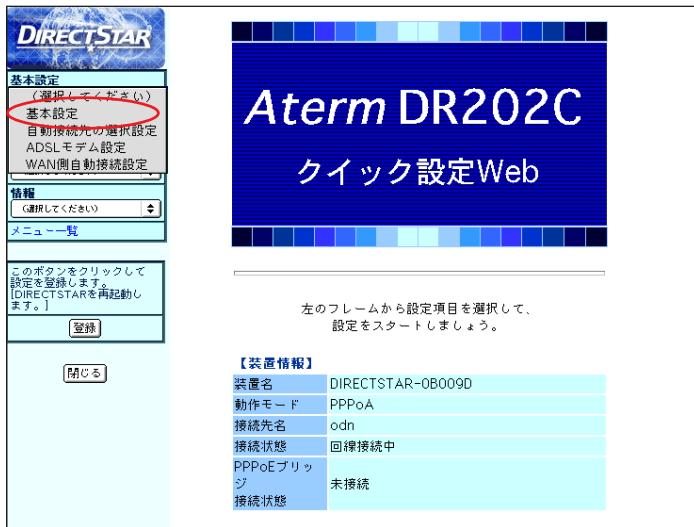 DIRECTSTAR
基本設定
(選択してください)
基本設定
自動接続先の選択設定
ADSLモデム設定
WAN側自動接続設定
情報
(選択してください)
メニュー一覧
このボタンをクリックして
設定を登録します。
[DIRECTSTARを再起動し
ます。]
登録
閉じる
Aterm DR202C
クイック設定Web
左のフレームから設定項目を選択して、
設定をスタートしましょう。
【装置情報】
装置名 DIRECTSTAR-0B009D
動作モード PPPoA
接続先名 odn
接続状態 回線接続中
PPPoEブリッ
ジ 未接続
接続状態